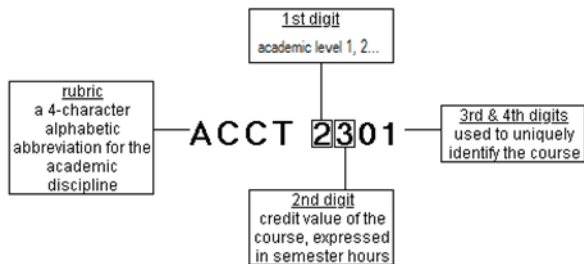 1st digit
academic level 1, 2...
rubric
a 4-character
alphabetic
abbreviation for the
academic
discipline
ACCT 2301
3rd & 4th digits
used to uniquely
identify the course
2nd digit
credit value of the
course, expressed
in semester hours